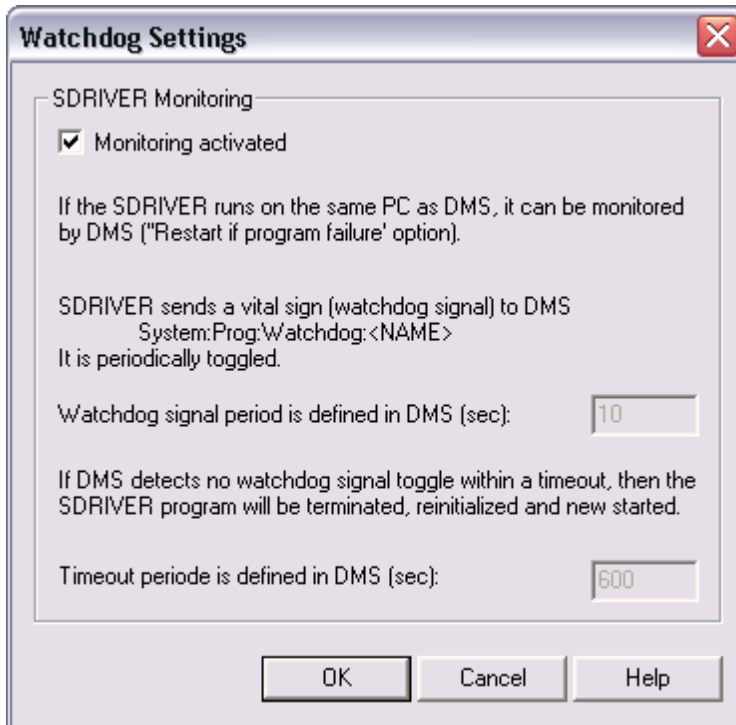 Watchdog Settings
SDRIVER Monitoring
Monitoring activated
If the SDRIVER runs on the same PC as DMS, it can be monitored
by DMS ("Restart if program failure' option).
SDRIVER sends a vital sign (watchdog signal) to DMS
System:Prog:Watchdog:<NAME>
It is periodically toggled.
Watchdog signal period is defined in DMS (sec): 10
If DMS detects no watchdog signal toggle within a timeout, then the
SDRIVER program will be terminated, reinitialized and new started.
Timeout periode is defined in DMS (sec): 600
OK Cancel Help